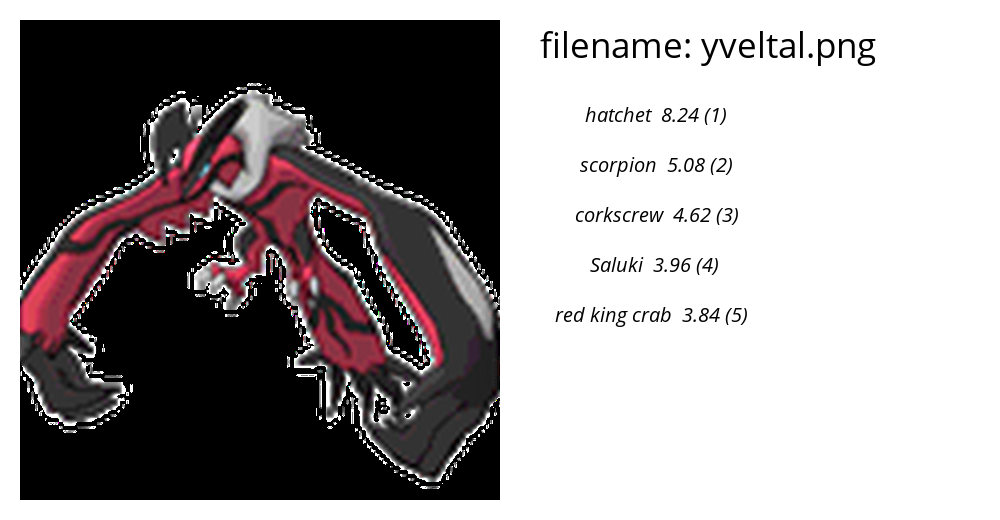 filename: yveltal.png
hatchet 8.24 (1)
scorpion 5.08 (2)
corkscrew 4.62 (3)
Saluki 3.96 (4)
red king crab 3.84 (5)